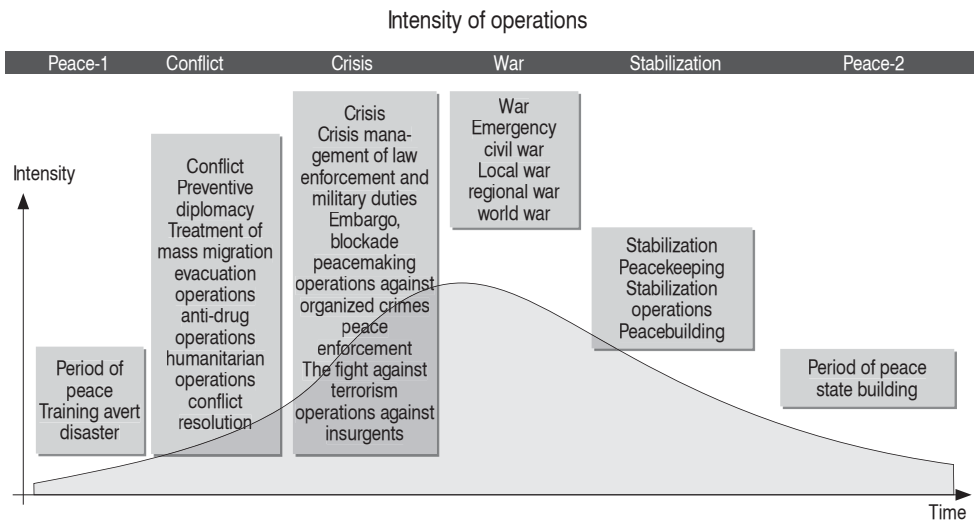 Intensity of operations
Peace-1 Conflict Crisis War Stabilization Peace-2
Intensity
Period of
peace
Training avert
disaster
Conflict
Preventive
diplomacy
Treatment of
mass migration
evacuation
operations
anti-drug
operations
humanitarian
operations
conflict
resolution
Crisis
Crisis mana-
gement of law
enforcement and
military duties
Embargo,
blockade
peacemaking
operations against
organized crimes
peace
enforcement
The fight against
terrorism
operations against
insurgents
War
Emergency
civil war
Local war
regional war
world war
Stabilization
Peacekeeping
Stabilization
operations
Peacebuilding
Period of peace
state building
Time